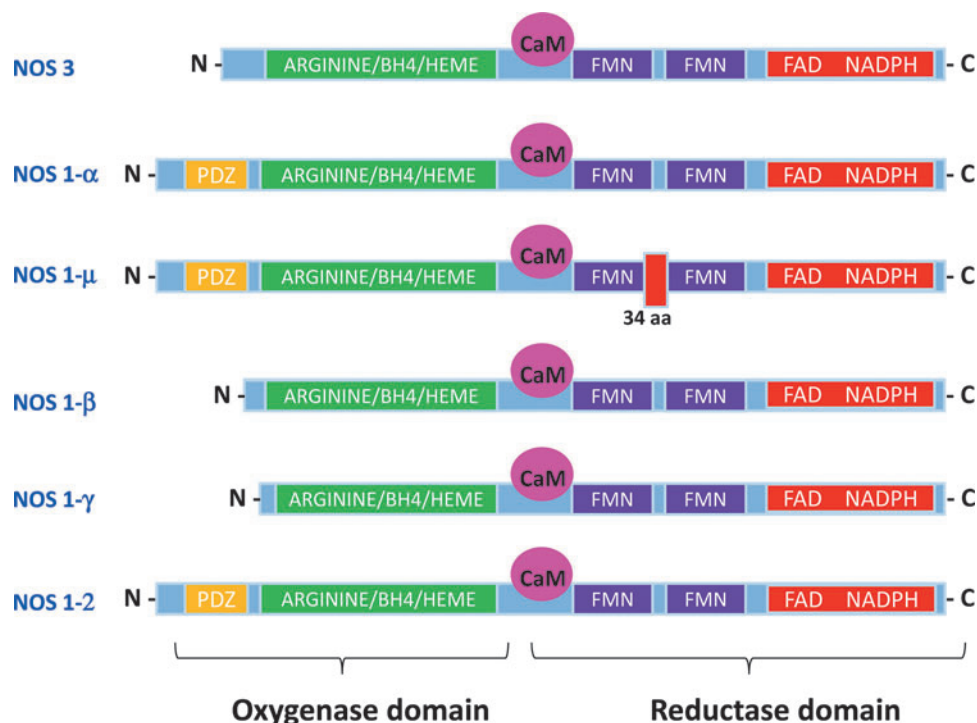 NOS 3 N - ARGININE/BH4/HEME CaM FMN FMN FAD NADPH - C
NOS 1-α N - PDZ ARGININE/BH4/HEME CaM FMN FMN FAD NADPH - C
NOS 1-μ N - PDZ ARGININE/BH4/HEME CaM FMN FMN FAD NADPH - C
34 aa
NOS 1-β N - ARGININE/BH4/HEME CaM FMN FMN FAD NADPH - C
NOS 1-γ N - ARGININE/BH4/HEME CaM FMN FMN FAD NADPH - C
NOS 1-2 N - PDZ ARGININE/BH4/HEME CaM FMN FMN FAD NADPH - C
Oxygenase domain Reductase domain